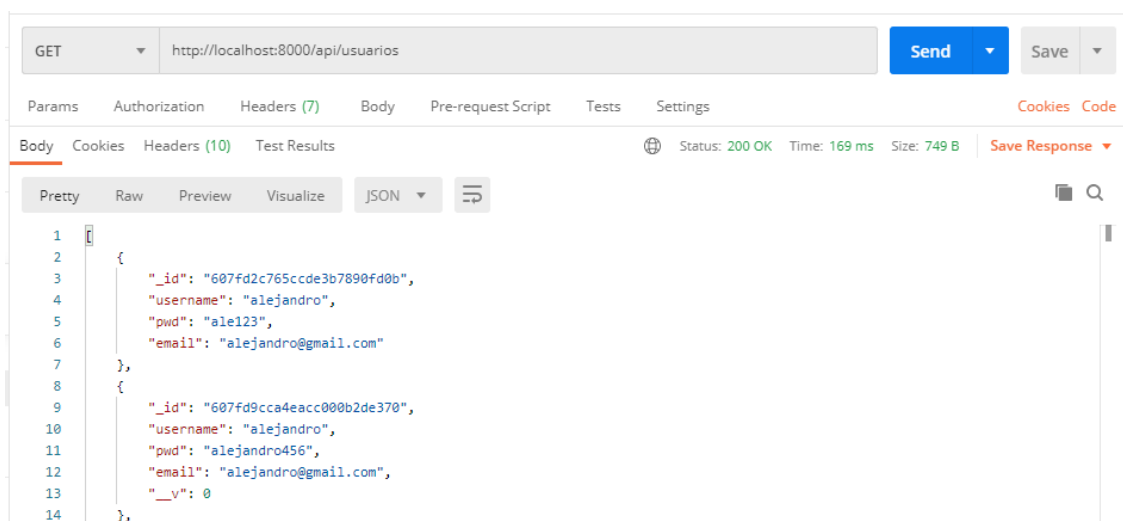 GET http://localhost:8000/api/usuarios Send Save
Params Authorization Headers (7) Body Pre-request Script Tests Settings Cookies Code
Body Cookies Headers (10) Test Results Status: 200 OK Time: 169 ms Size: 749 B Save Response
Pretty Raw Preview Visualize JSON
1 [
2 {
3 "_id": "607fd2c765ccde3b7890fd0b",
4 "username": "alejandro",
5 "pwd": "ale123",
6 "email": "alejandro@gmail.com"
7 },
8 {
9 "_id": "607fd9cca4eacc000b2de370",
10 "username": "alejandro",
11 "pwd": "alejandro456",
12 "email": "alejandro@gmail.com",
13 "__v": 0
14 },